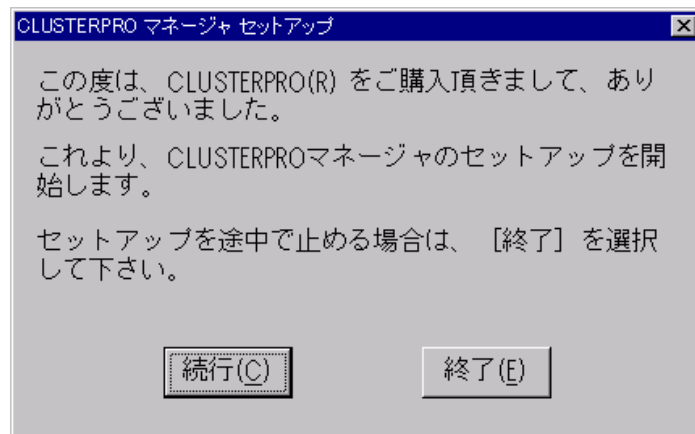 CLUSTERPRO マネージャ セットアップ
この度は、CLUSTERPRO(R) をご購入頂きまして、あり
がとうございました。
これより、CLUSTERPROマネージャのセットアップを開
始します。
セットアップを途中で止める場合は、 [終了] を選択
して下さい。
続行(C)
終了(E)